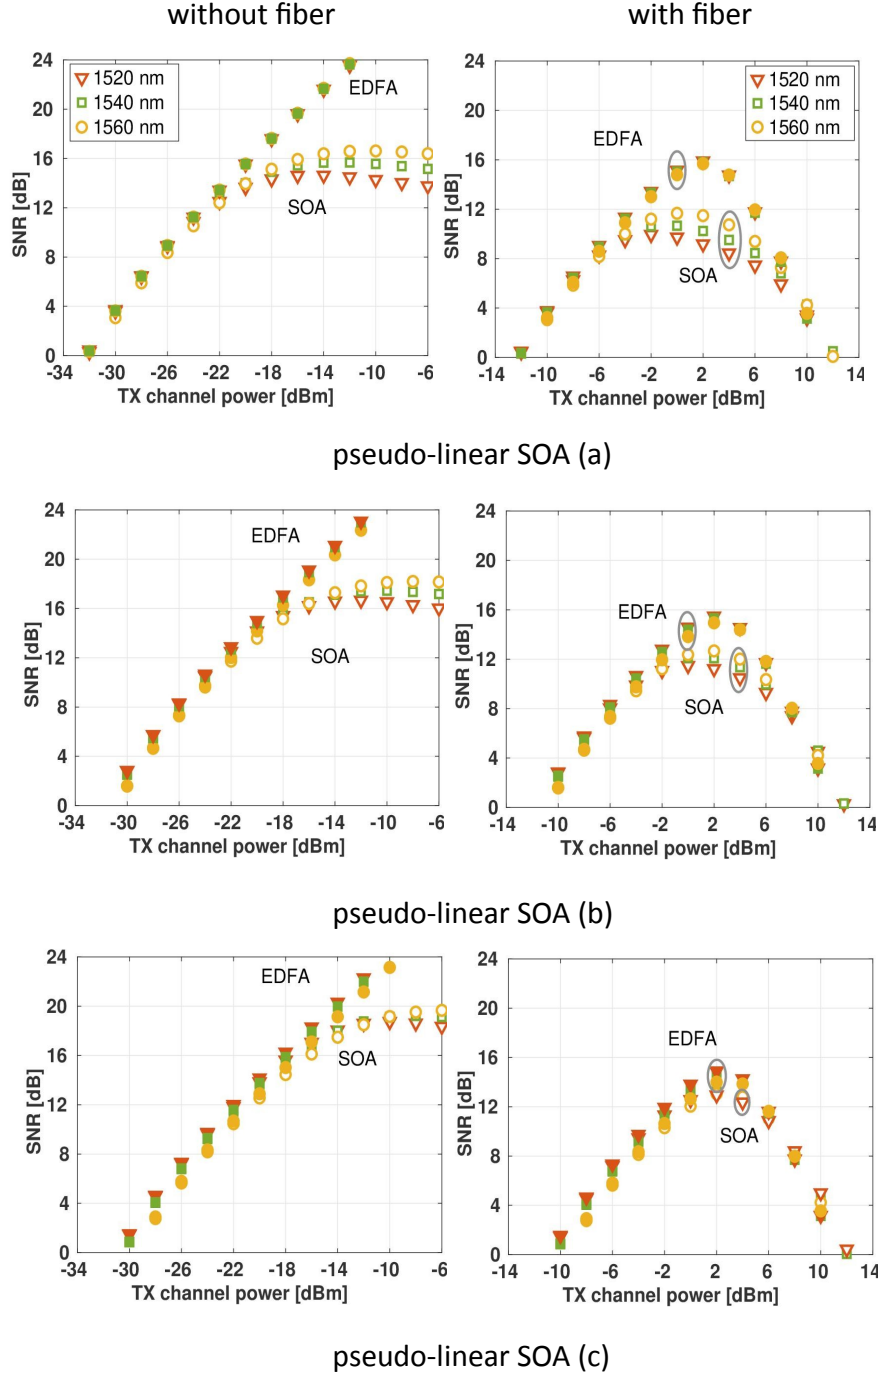 without fiber
with fiber
24
20
16
12
8
4
0
SNR [dB]
1520 nm
1540 nm
1560 nm
EDFA
SOA
-34 -30 -26 -22 -18 -14 -10 -6
TX channel power [dBm]
24
20
16
12
8
4
0
SNR [dB]
1520 nm
1540 nm
1560 nm
EDFA
SOA
-14 -10 -6 -2 2 6 10 14
TX channel power [dBm]
pseudo-linear SOA (a)
24
20
16
12
8
4
0
SNR [dB]
EDFA
SOA
-34 -30 -26 -22 -18 -14 -10 -6
TX channel power [dBm]
24
20
16
12
8
4
0
SNR [dB]
EDFA
SOA
-14 -10 -6 -2 2 6 10 14
TX channel power [dBm]
pseudo-linear SOA (b)
24
20
16
12
8
4
0
SNR [dB]
EDFA
SOA
-34 -30 -26 -22 -18 -14 -10 -6
TX channel power [dBm]
24
20
16
12
8
4
0
SNR [dB]
EDFA
SOA
-14 -10 -6 -2 2 6 10 14
TX channel power [dBm]
pseudo-linear SOA (c)